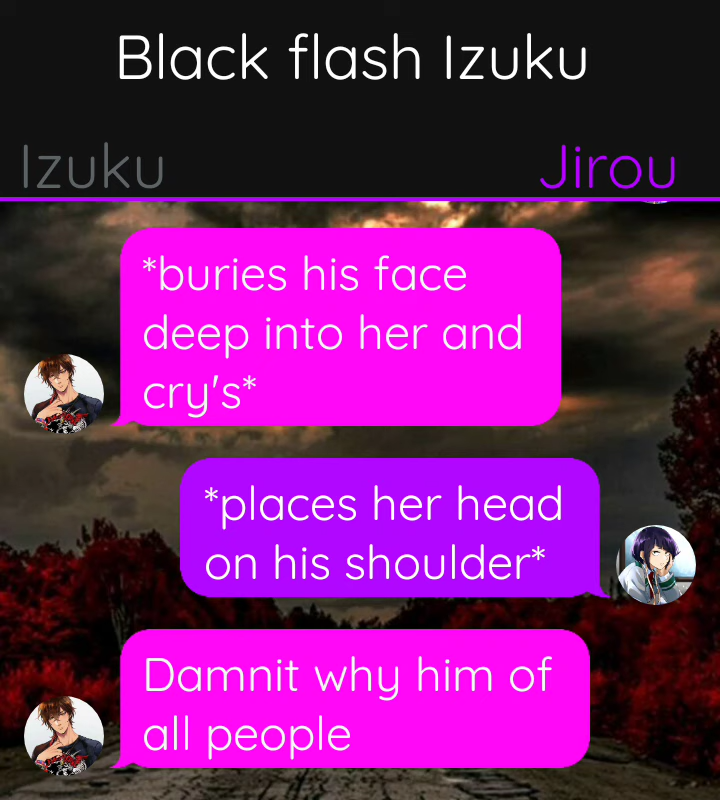 Black flash Izuku
Izuku
Jirou
*buries his face
deep into her and
cry's*
*places her head
on his shoulder*
Damnit why him of
all people